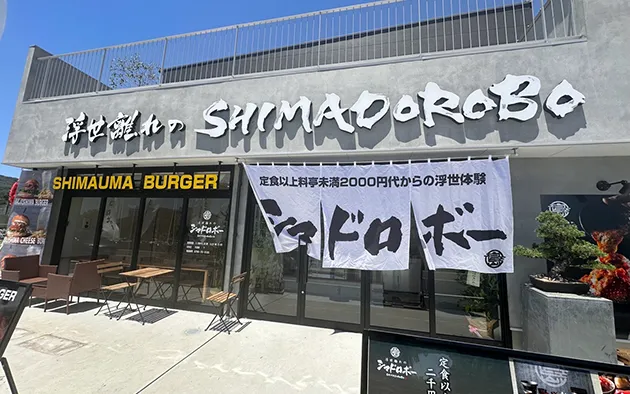 浮世離れの SHIMADOROBO
SHIMAUMA BURGER
定食以上料亭未満2000円代からの浮世体験
シマドロボー
CHEESE
シマドロボー
定食以
二千円